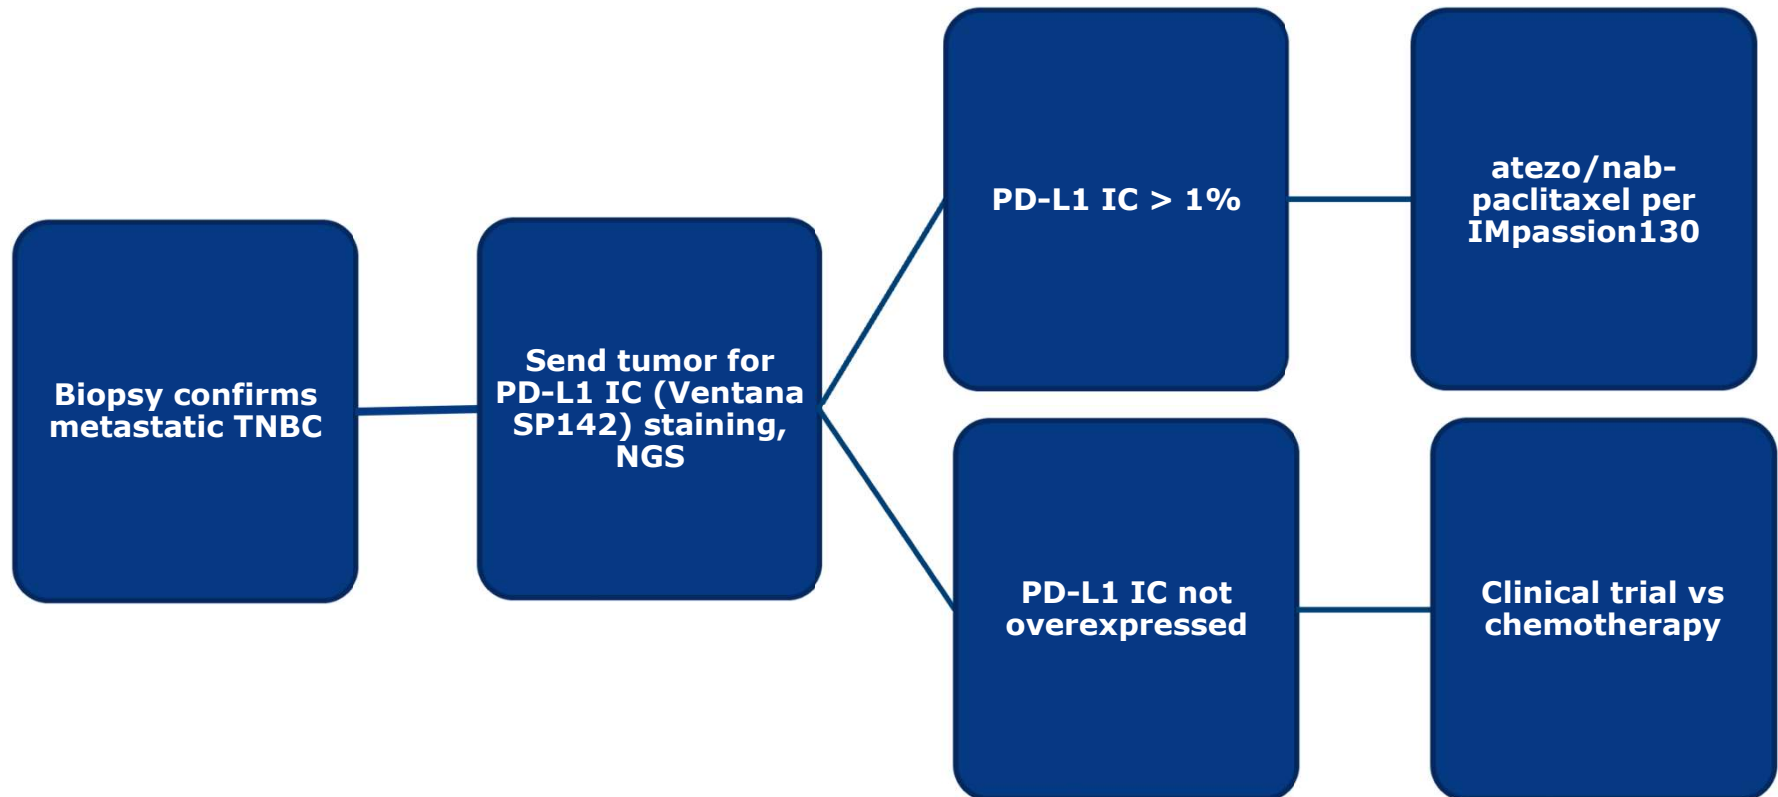 Biopsy confirms
metastatic TNBC
Send tumor for
PD-L1 IC (Ventana
SP142) staining,
NGS
PD-L1 IC > 1%
atezo/nab-
paclitaxel per
IMpassion130
PD-L1 IC not
overexpressed
Clinical trial vs
chemotherapy